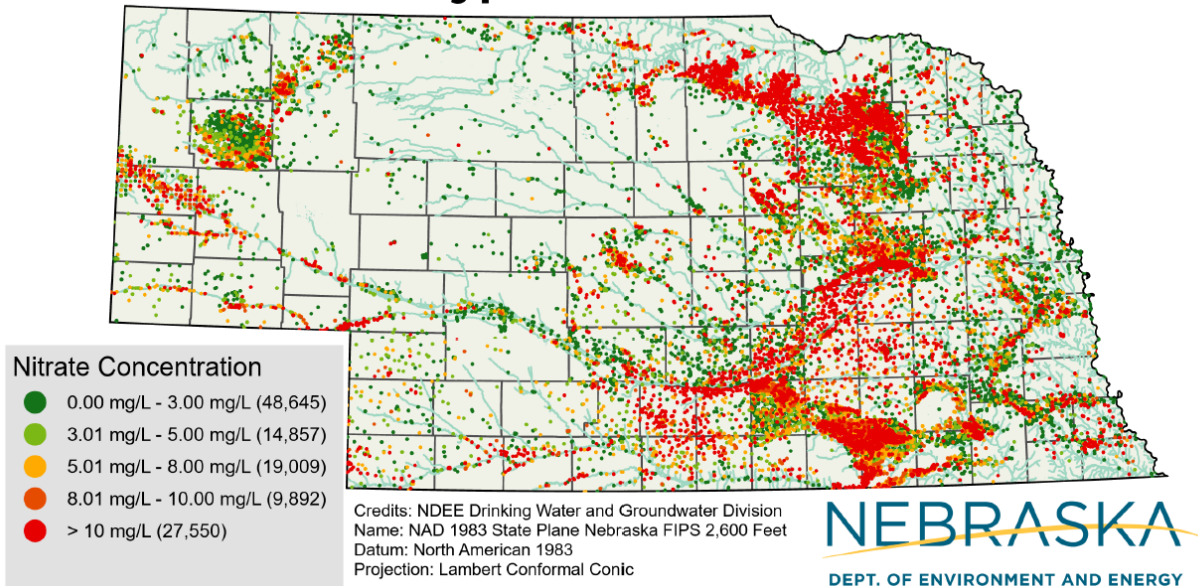 Nitrate Concentration
0.00 mg/L - 3.00 mg/L (48,645)
3.01 mg/L - 5.00 mg/L (14,857)
5.01 mg/L - 8.00 mg/L (19,009)
8.01 mg/L - 10.00 mg/L (9,892)
> 10 mg/L (27,550)
Credits: NDEE Drinking Water and Groundwater Division
Name: NAD 1983 State Plane Nebraska FIPS 2,600 Feet
Datum: North American 1983
Projection: Lambert Conformal Conic
NEBRASKA
DEPT. OF ENVIRONMENT AND ENERGY